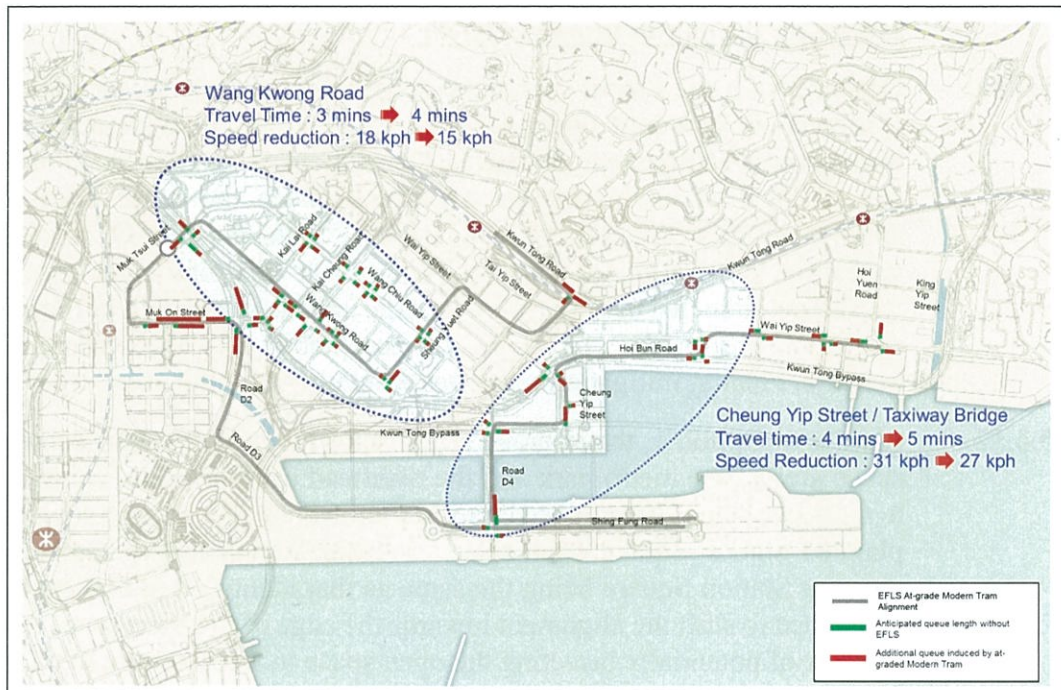 Wang Kwong Road
Travel Time : 3 mins ➡ 4 mins
Speed reduction : 18 kph ➡ 15 kph
Muk Tsui Street
Kai Lai Road
Kai Cheung Road
Wang Chiu Road
Wai Yip Street
Tai Yip Street
Kwun Tong Road
Kwun Tong Road
Hoi
Yuen
Road
King
Yip
Street
Muk On Street
Wang Kwong Road
Sheung Yuet Road
Wai Yip Street
Hoi Bun Road
Kwun Tong Bypass
Road
D2
Cheung
Yip
Street
Kwun Tong Bypass
Cheung Yip Street / Taxiway Bridge
Travel time : 4 mins ➡ 5 mins
Speed Reduction : 31 kph ➡ 27 kph
Road D3
Road
D4
Shing Fung Road
EFLS At-grade Modern Tram
Alignment
Anticipated queue length without
EFLS
Additional queue induced by at-
graded Modern Tram